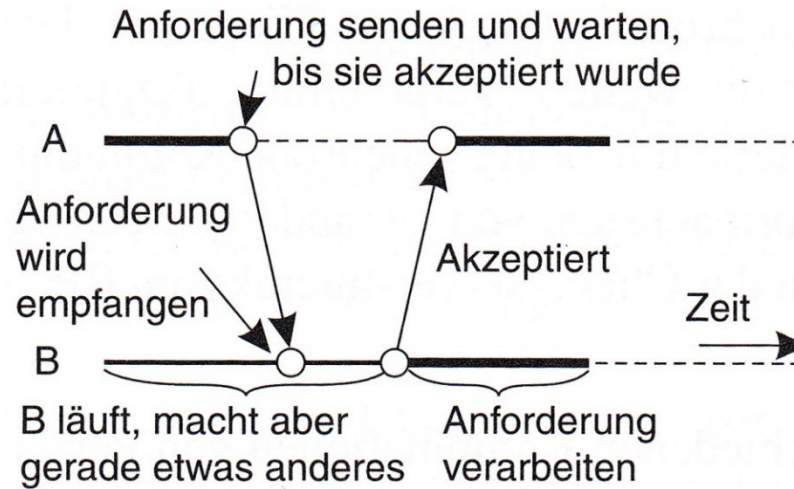 Anforderung senden und warten,
bis sie akzeptiert wurde
A
Anforderung
wird
empfangen
Akzeptiert
Zeit
B
B läuft, macht aber
gerade etwas anderes
Anforderung
verarbeiten